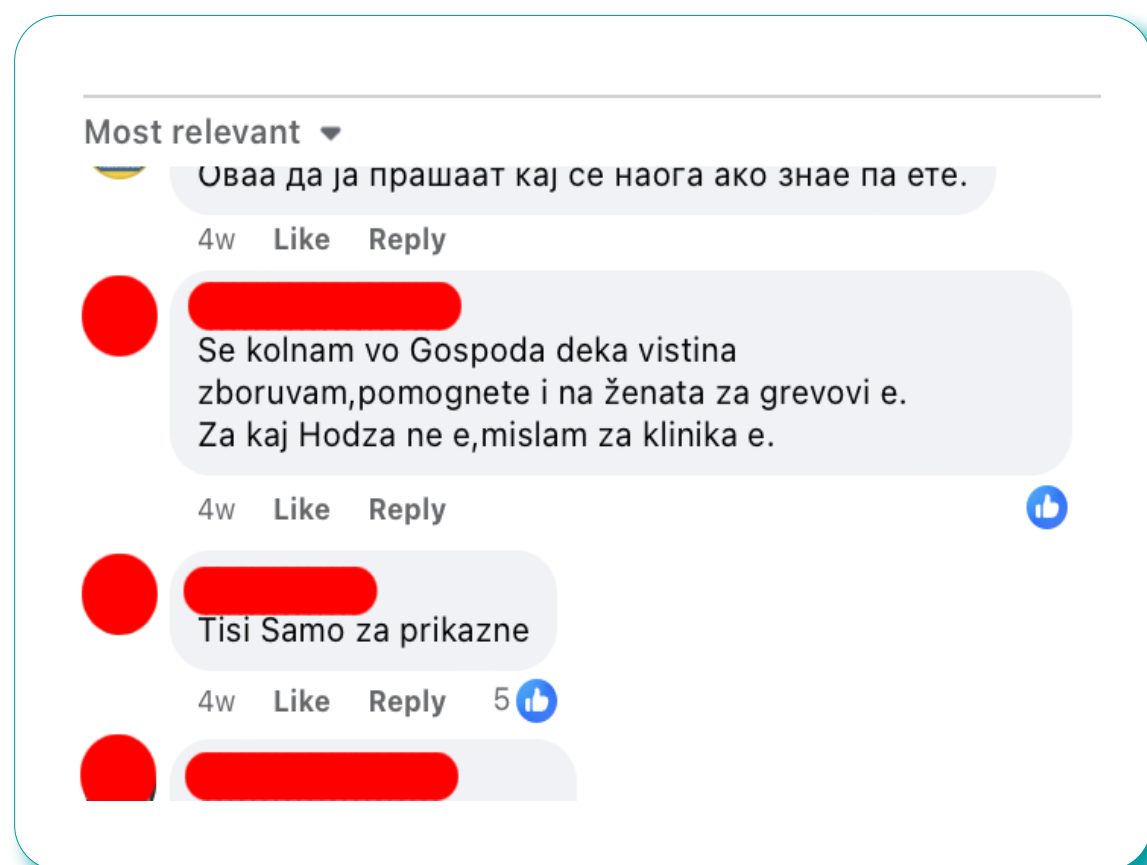 Most relevant
Оваа да ја прашаат кај се наоѓа ако знае па ете.
4w Like Reply
Se kolnam vo Gospoda deka vistina
zboruvam,pomognete i na ženata za grevovi e.
Za kaj Hodza ne e,mislam za klinika e.
4w Like Reply
Tisi Samo za prikazne
4w Like Reply 5